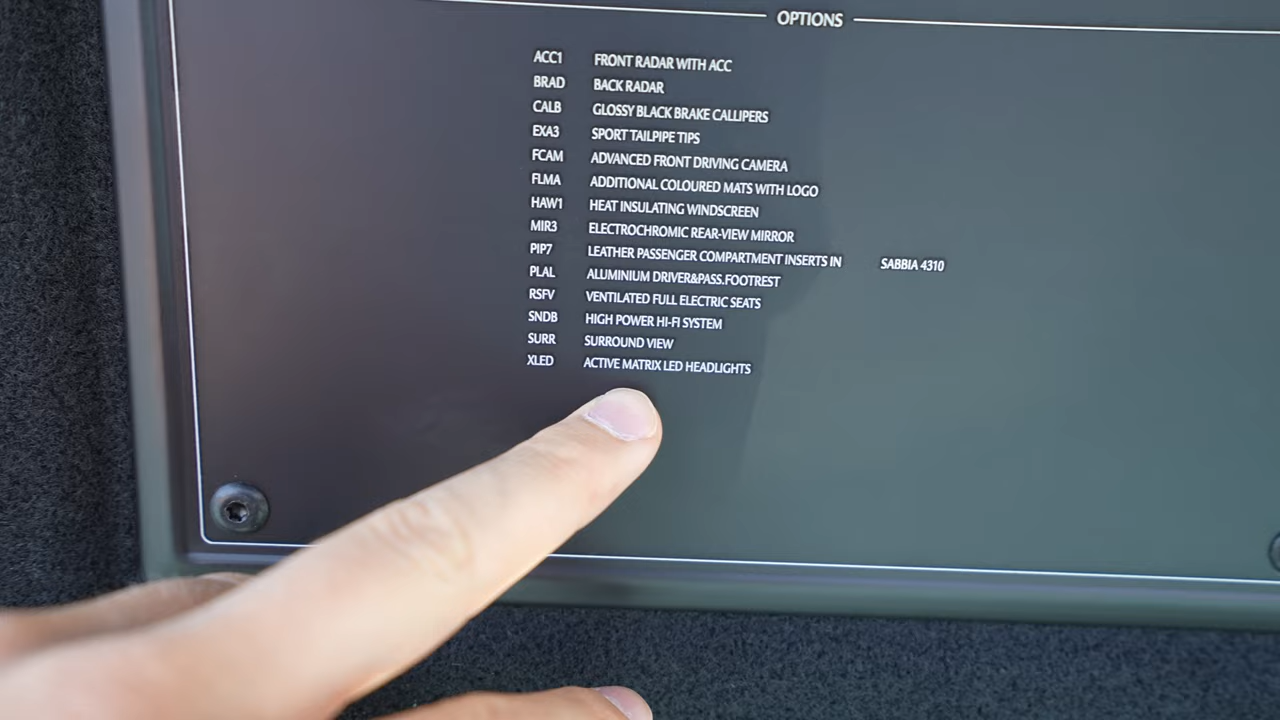 OPTIONS
ACC1 FRONT RADAR WITH ACC
BRAD BACK RADAR
CALB GLOSSY BLACK BRAKE CALLIPERS
EXA3 SPORT TAILPIPE TIPS
FCAM ADVANCED FRONT DRIVING CAMERA
FLMA ADDITIONAL COLOURED MATS WITH LOGO
HAW1 HEAT INSULATING WINDSCREEN
MIR3 ELECTROCHROMIC REAR-VIEW MIRROR
PIP7 LEATHER PASSENGER COMPARTMENT INSERTS IN SABBIA 4310
PLAL ALUMINIUM DRIVER&PASS.FOOTREST
RSFV VENTILATED FULL ELECTRIC SEATS
SNDB HIGH POWER HI-FI SYSTEM
SURR SURROUND VIEW
XLED ACTIVE MATRIX LED HEADLIGHTS